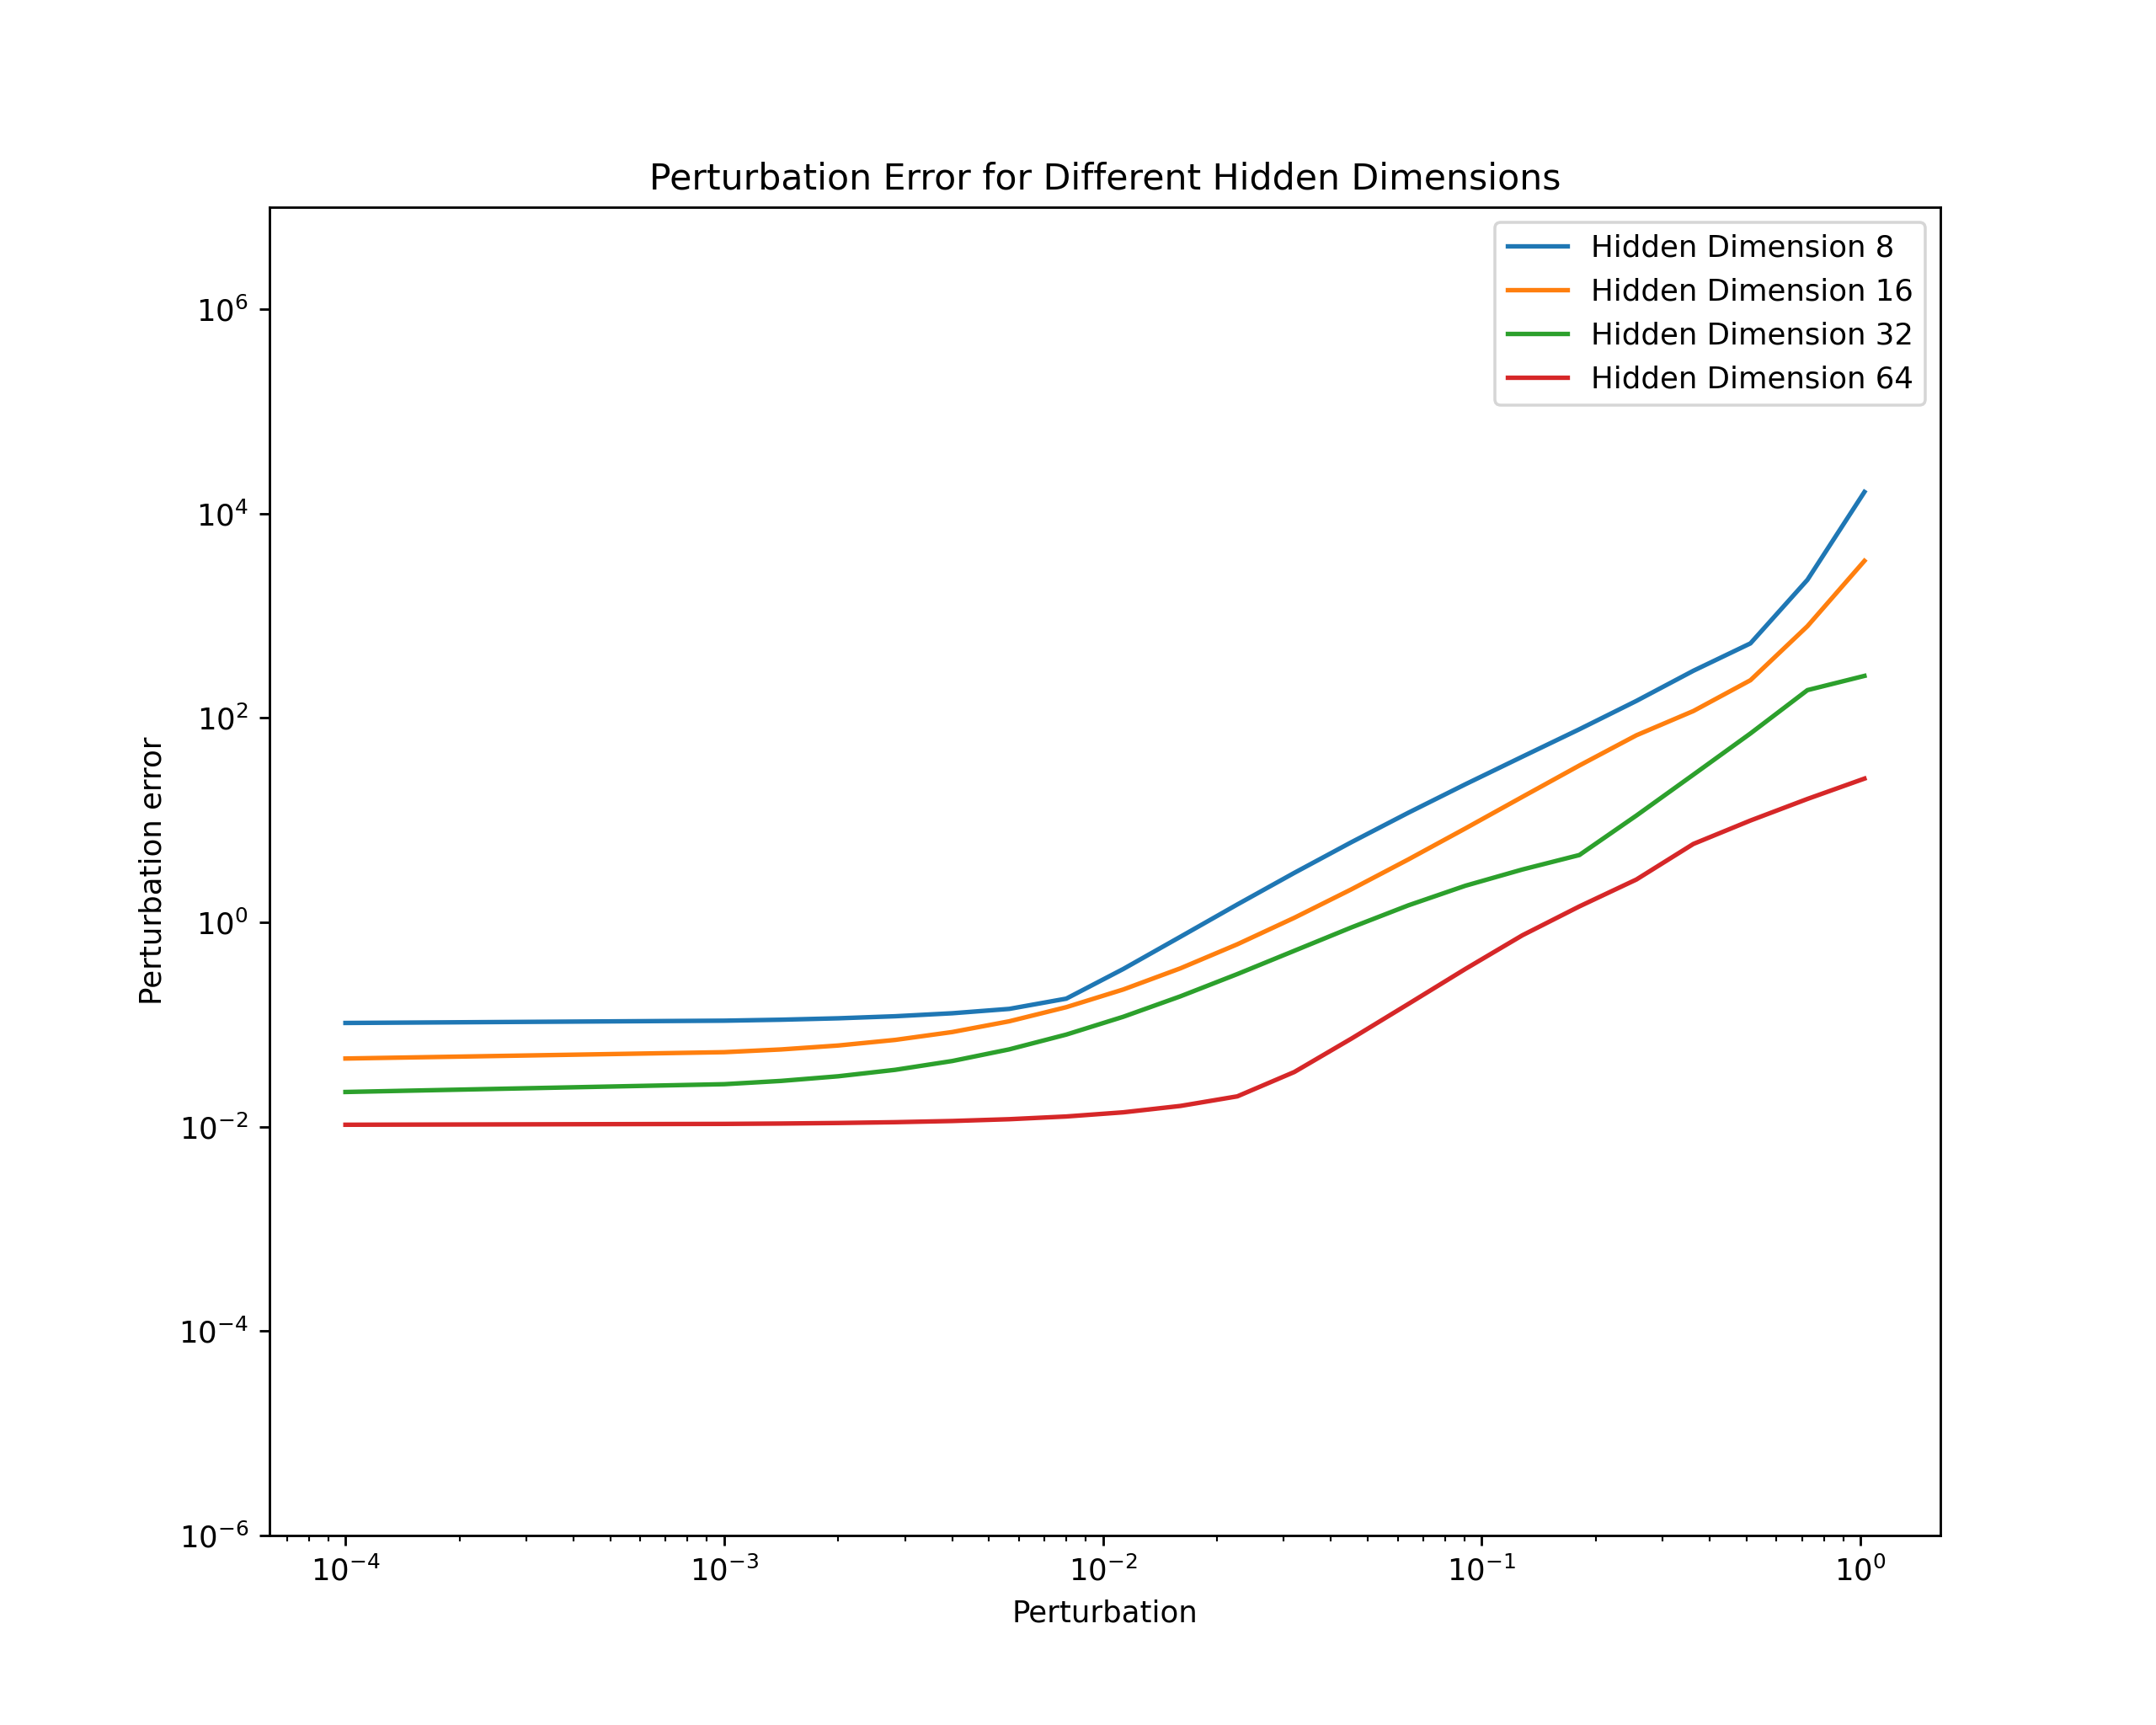 Perturbation Error for Different Hidden Dimensions
Hidden Dimension 8
Hidden Dimension 16
Hidden Dimension 32
Hidden Dimension 64
Perturbation error
10⁶
10⁴
10²
10⁰
10⁻²
10⁻⁴
10⁻⁶
10⁻⁴ 10⁻³ 10⁻² 10⁻¹ 10⁰
Perturbation